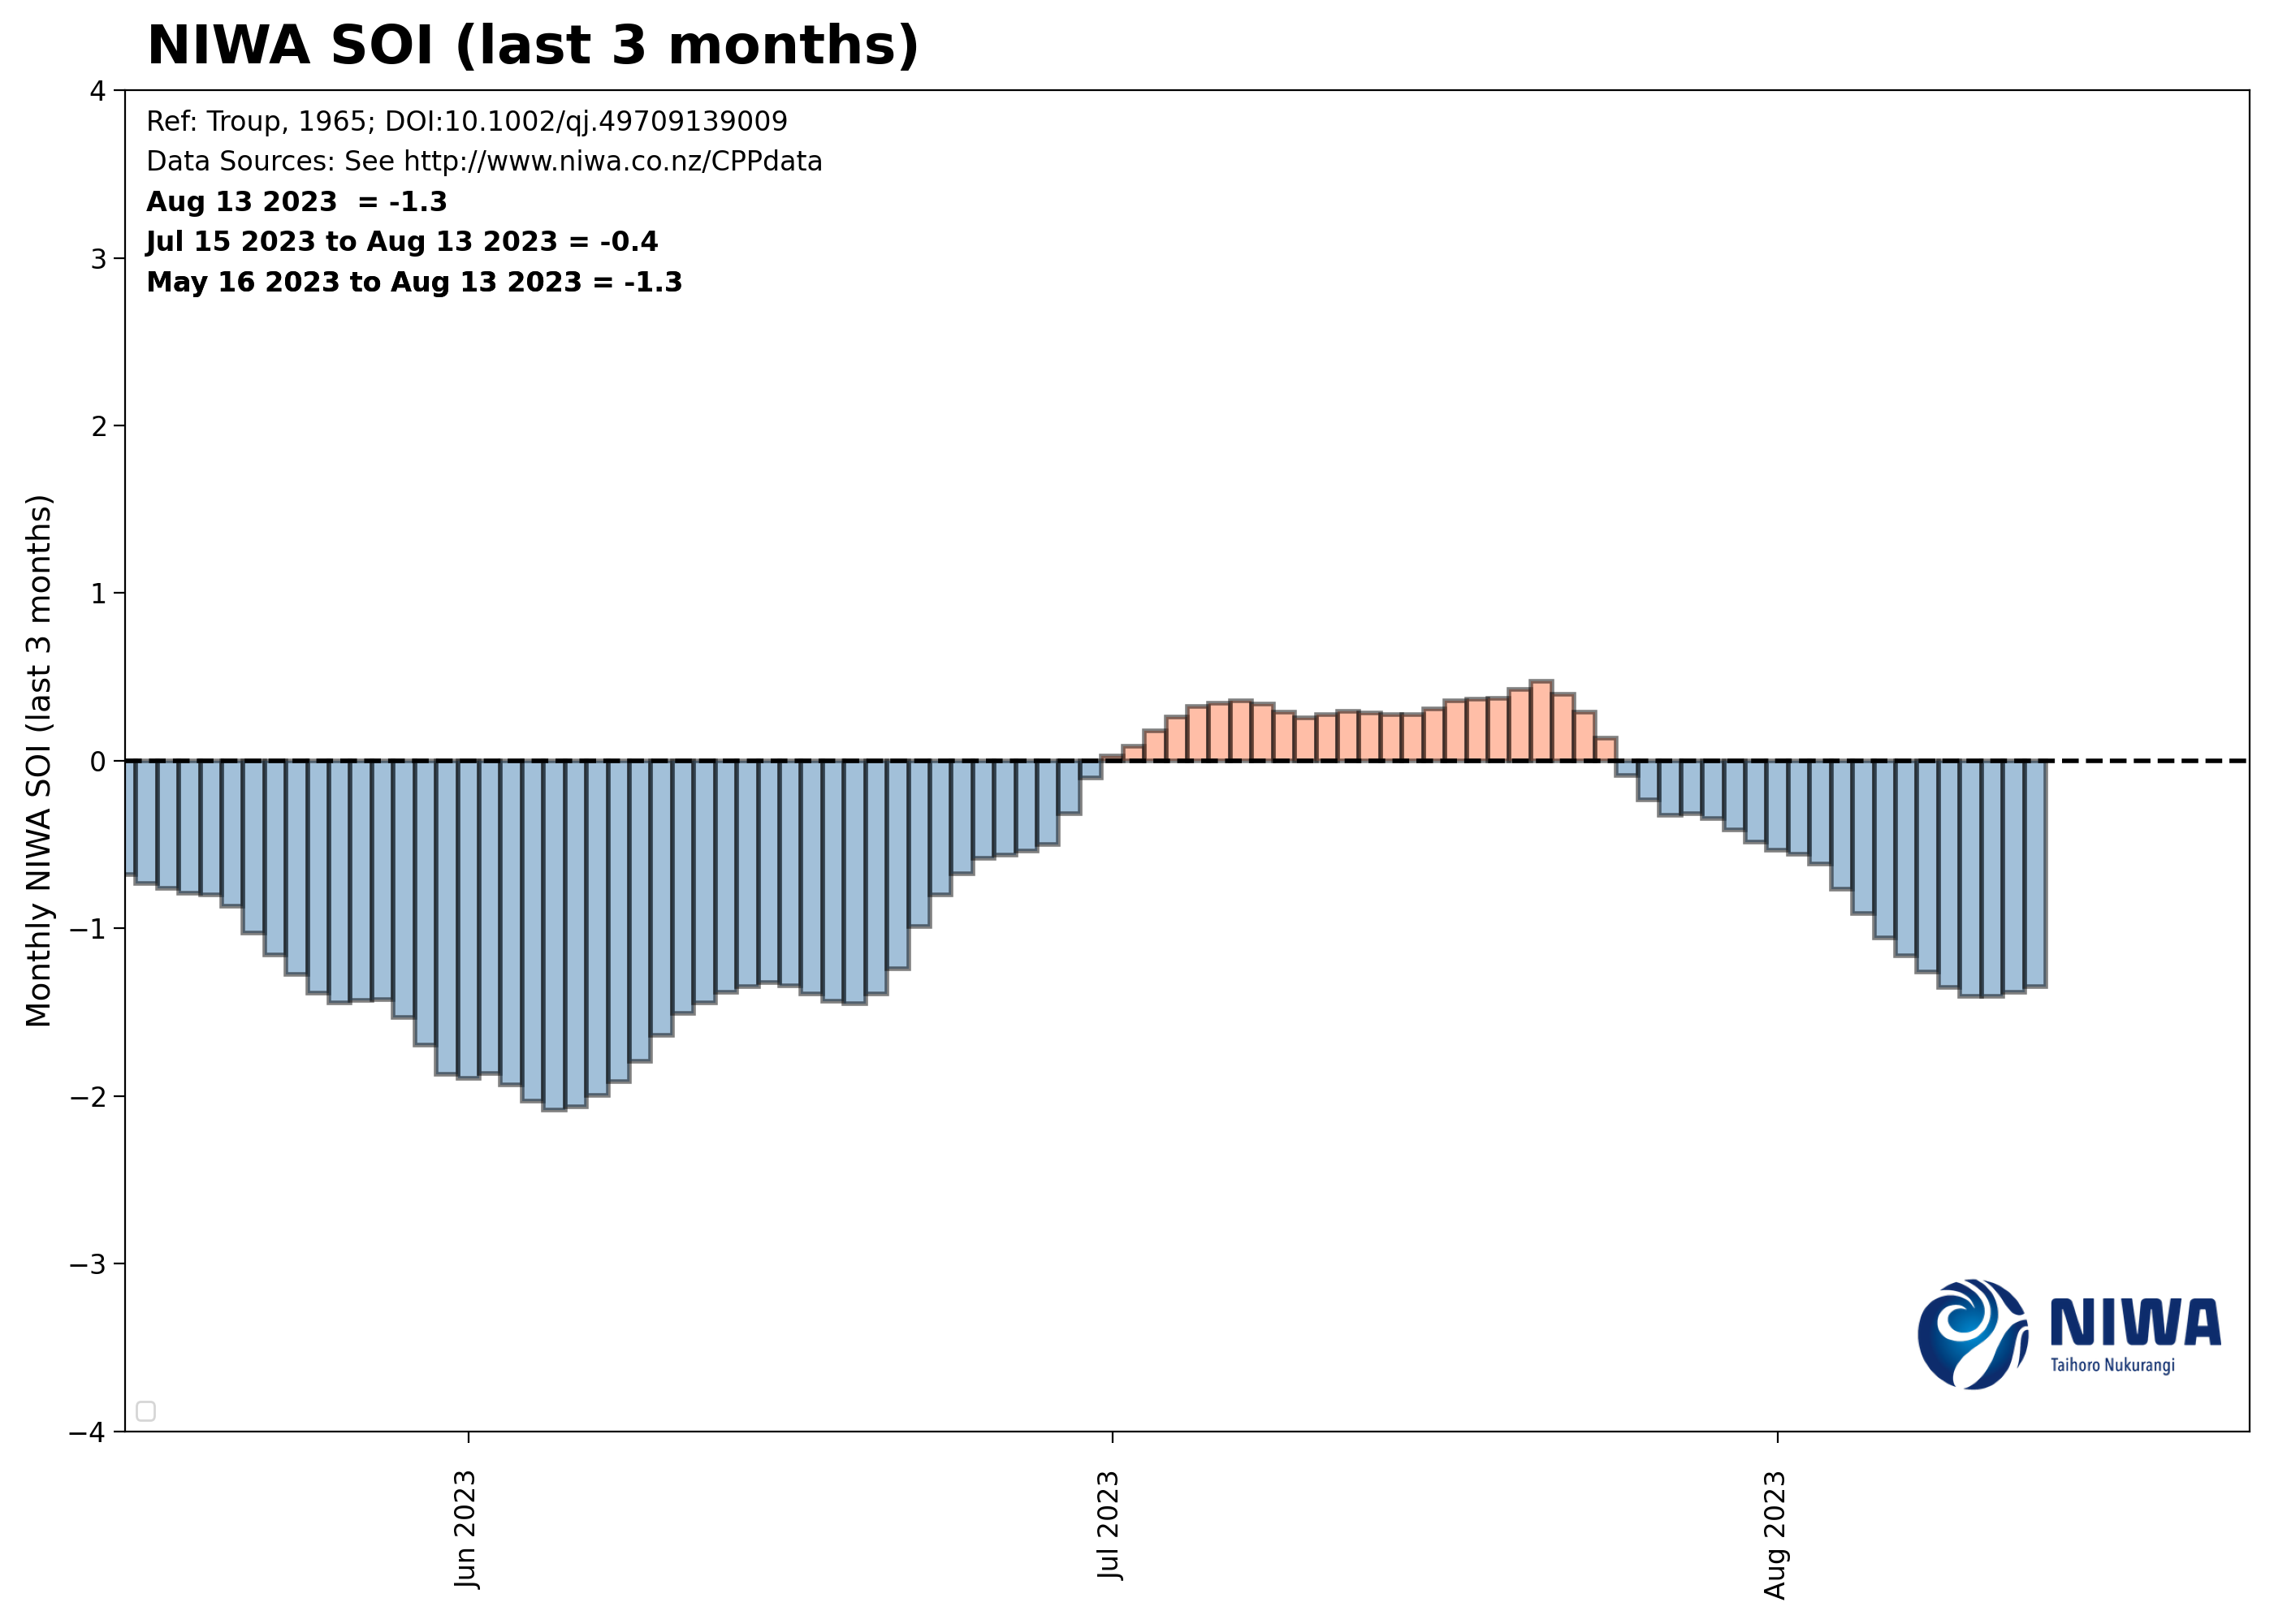 NIWA SOI (last 3 months)
Ref: Troup, 1965; DOI:10.1002/qj.49709139009
Data Sources: See http://www.niwa.co.nz/CPPdata
Aug 13 2023  = -1.3
Jul 15 2023 to Aug 13 2023 = -0.4
May 16 2023 to Aug 13 2023 = -1.3
Monthly NIWA SOI (last 3 months)
4
3
2
1
0
−1
−2
−3
−4
Jun 2023
Jul 2023
Aug 2023
NIWA
Taihoro Nukurangi